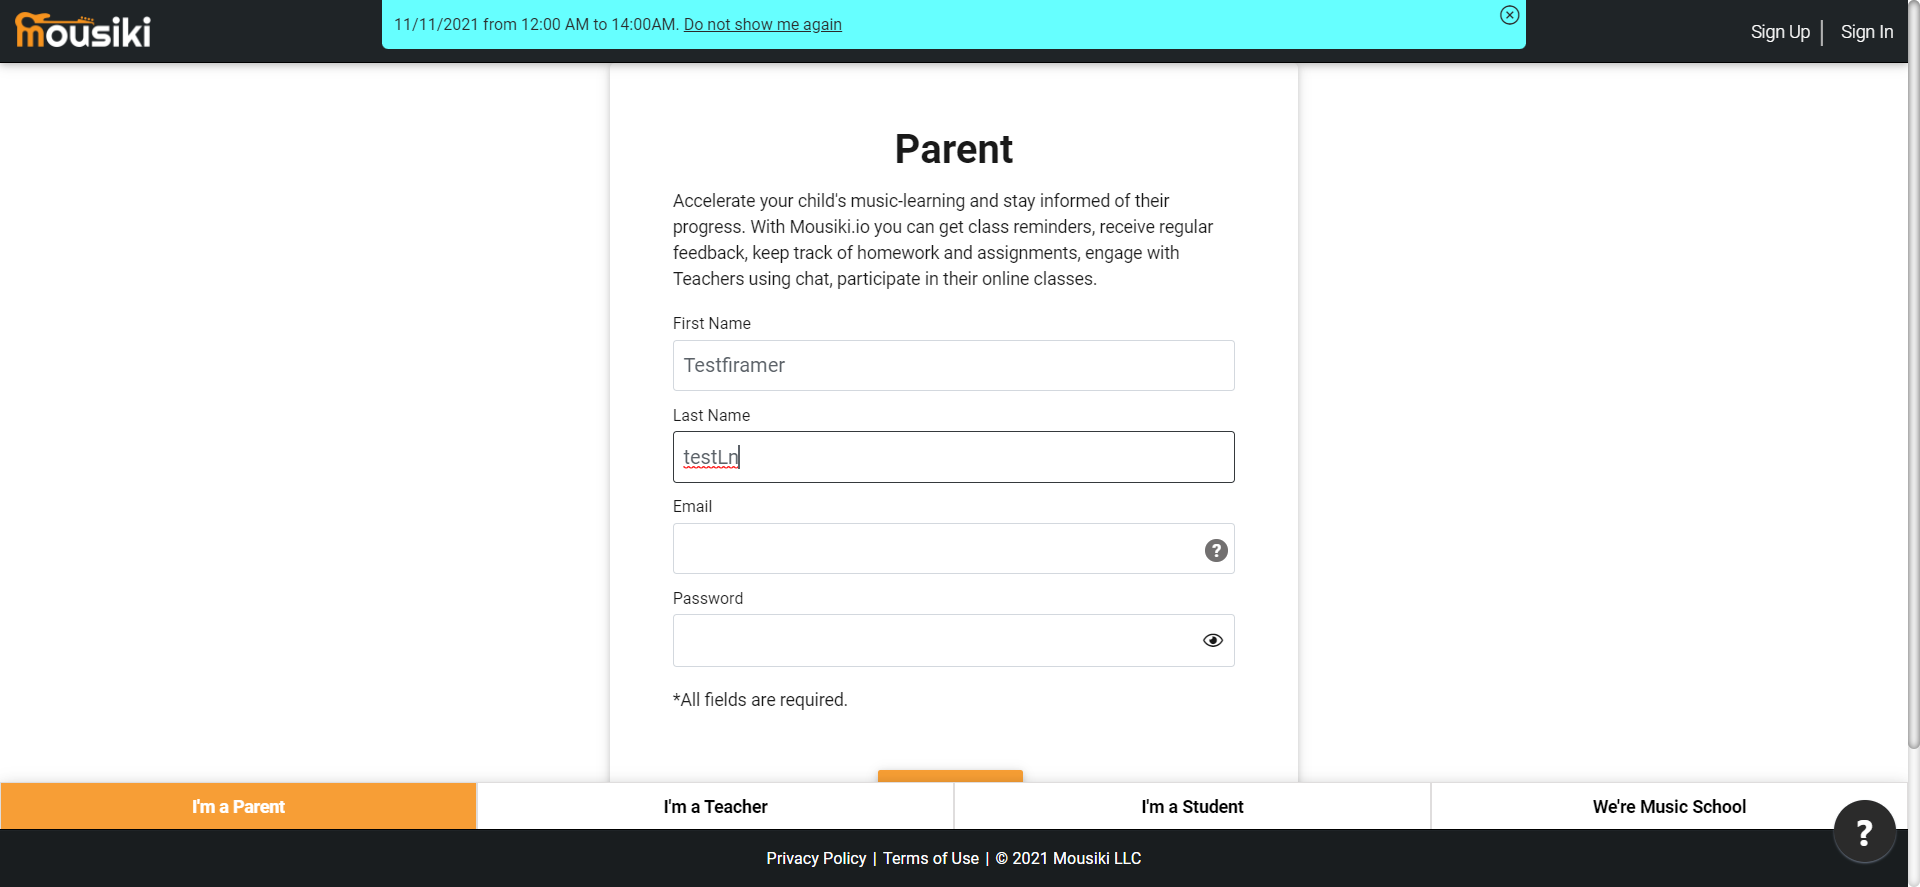 mousiki
11/11/2021 from 12:00 AM to 14:00AM. Do not show me again
Sign Up | Sign In
Parent
Accelerate your child's music-learning and stay informed of their
progress. With Mousiki.io you can get class reminders, receive regular
feedback, keep track of homework and assignments, engage with
Teachers using chat, participate in their online classes.
First Name
Testfiramer
Last Name
testLn
Email
?
Password
*All fields are required.
I'm a Parent
I'm a Teacher
I'm a Student
We're Music School
?
Privacy Policy | Terms of Use | © 2021 Mousiki LLC